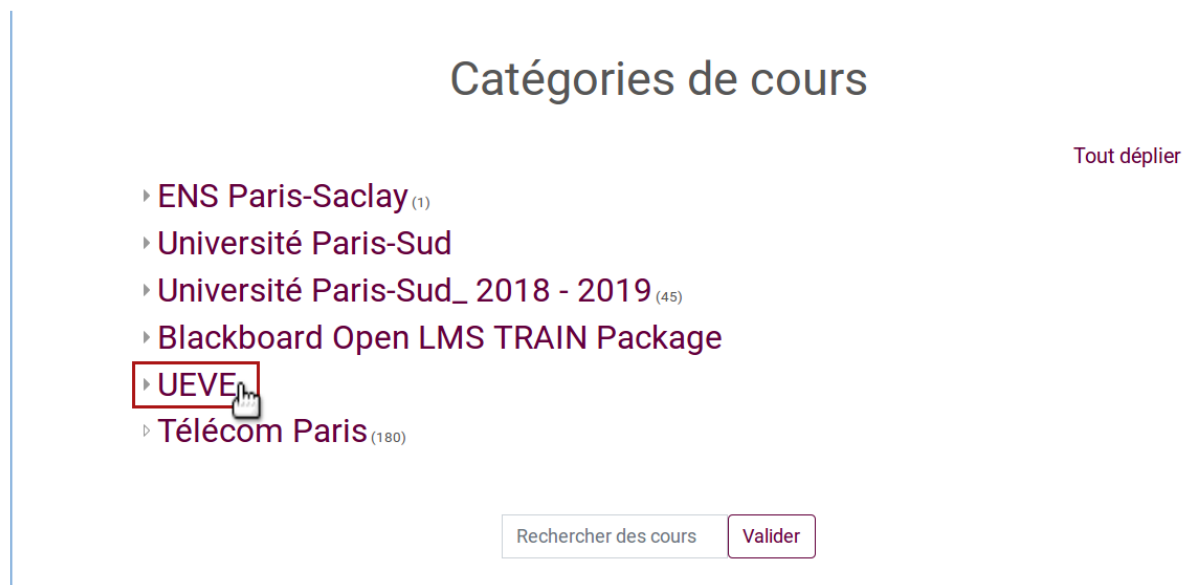 Catégories de cours
Tout déplier
ENS Paris-Saclay (1)
Université Paris-Sud
Université Paris-Sud_ 2018 - 2019 (45)
Blackboard Open LMS TRAIN Package
UEVE
Télécom Paris (180)
Rechercher des cours Valider